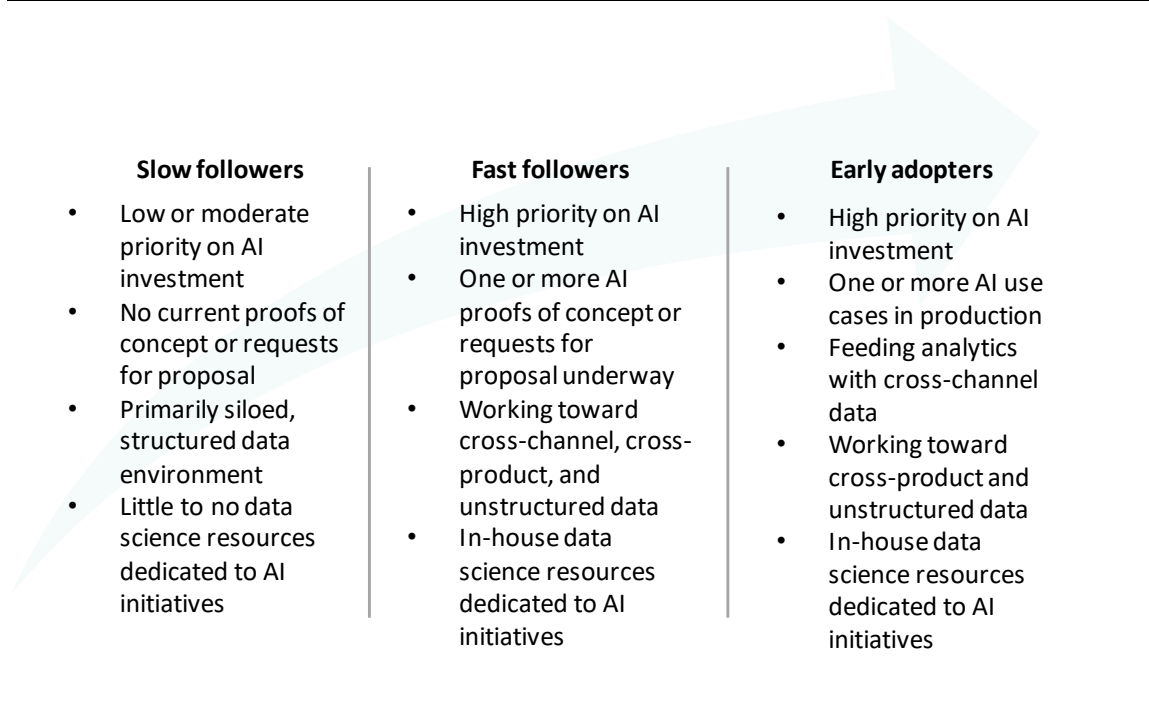 Slow followers
• Low or moderate
priority on AI
investment
• No current proofs of
concept or requests
for proposal
• Primarily siloed,
structured data
environment
• Little to no data
science resources
dedicated to AI
initiatives
Fast followers
• High priority on AI
investment
• One or more AI
proofs of concept or
requests for
proposal underway
• Working toward
cross-channel, cross-
product, and
unstructured data
• In-house data
science resources
dedicated to AI
initiatives
Early adopters
• High priority on AI
investment
• One or more AI use
cases in production
• Feeding analytics
with cross-channel
data
• Working toward
cross-product and
unstructured data
• In-house data
science resources
dedicated to AI
initiatives